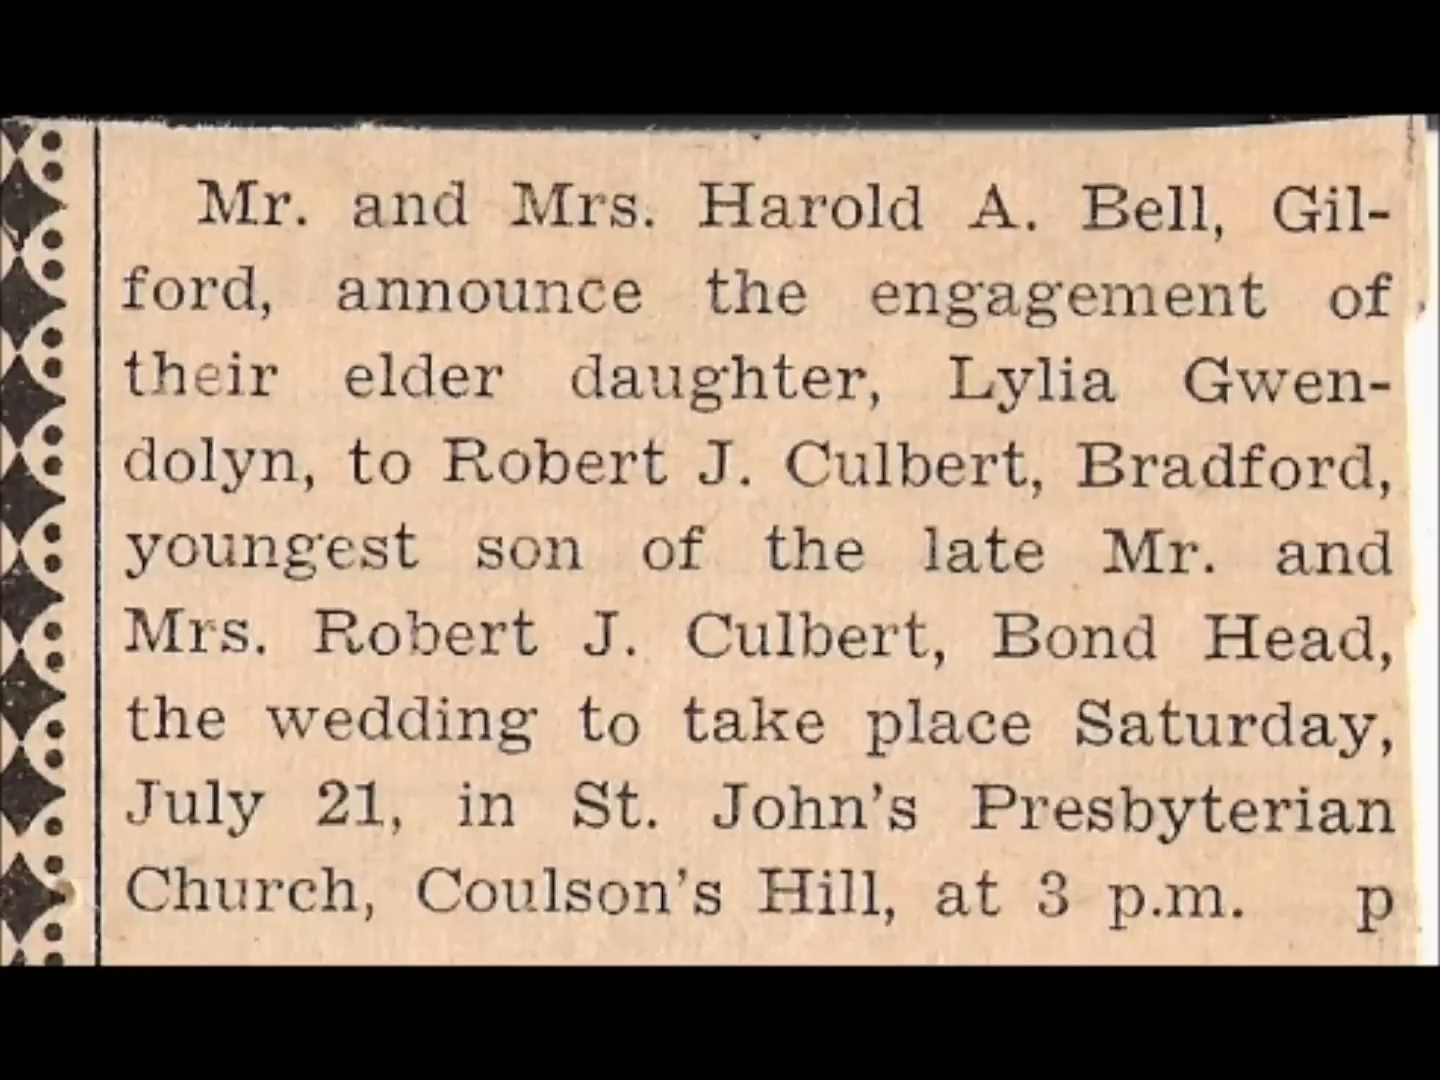 Mr. and Mrs. Harold A. Bell, Gil-
ford, announce the engagement of
their elder daughter, Lylia Gwen-
dolyn, to Robert J. Culbert, Bradford,
youngest son of the late Mr. and
Mrs. Robert J. Culbert, Bond Head,
the wedding to take place Saturday,
July 21, in St. John's Presbyterian
Church, Coulson's Hill, at 3 p.m. p